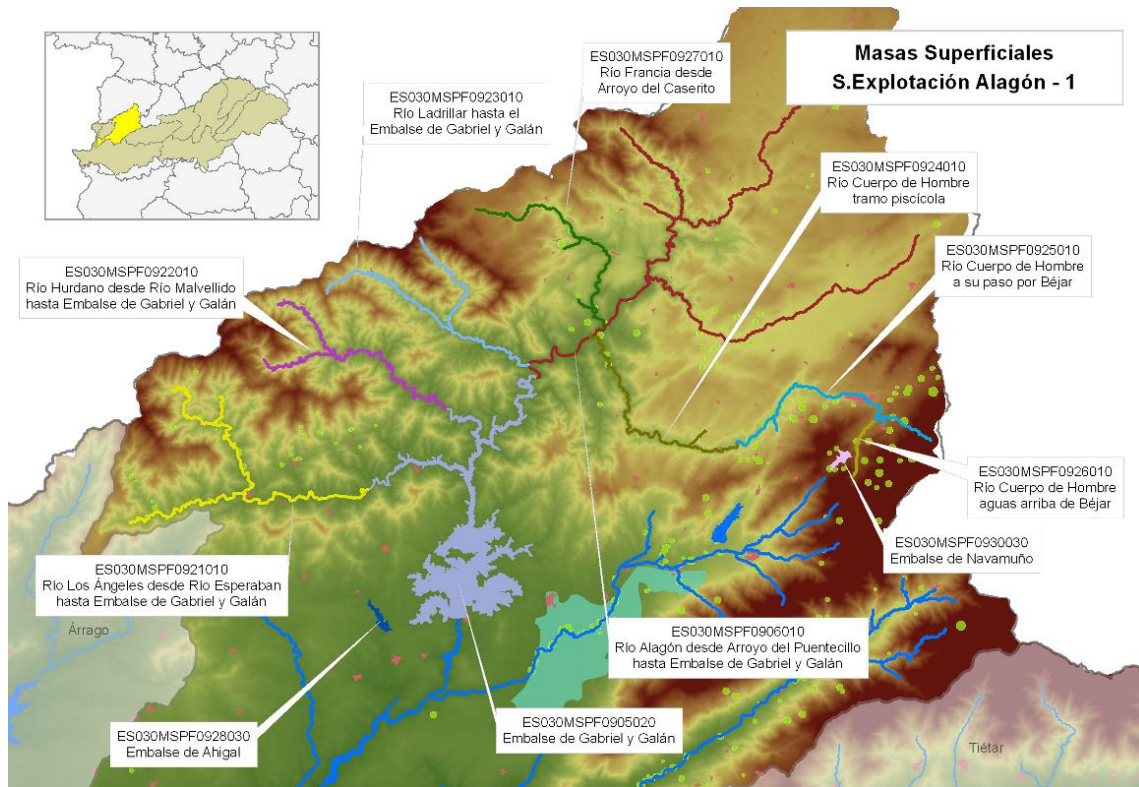 Masas Superficiales
S.Explotación Alagón - 1
ES030MSPF0927010
Río Francia desde
Arroyo del Caserito
ES030MSPF0923010
Río Ladrillar hasta el
Embalse de Gabriel y Galán
ES030MSPF0924010
Río Cuerpo de Hombre
tramo piscícola
ES030MSPF0925010
Río Cuerpo de Hombre
a su paso por Béjar
ES030MSPF0922010
Río Hurdano desde Río Malvellido
hasta Embalse de Gabriel y Galán
ES030MSPF0926010
Río Cuerpo de Hombre
aguas arriba de Béjar
ES030MSPF0930030
Embalse de Navamuño
ES030MSPF0921010
Río Los Ángeles desde Río Esperaban
hasta Embalse de Gabriel y Galán
Árrago
ES030MSPF0906010
Río Alagón desde Arroyo del Puentecillo
hasta Embalse de Gabriel y Galán
ES030MSPF0905020
Embalse de Gabriel y Galán
ES030MSPF0928030
Embalse de Ahigal
Tiétar